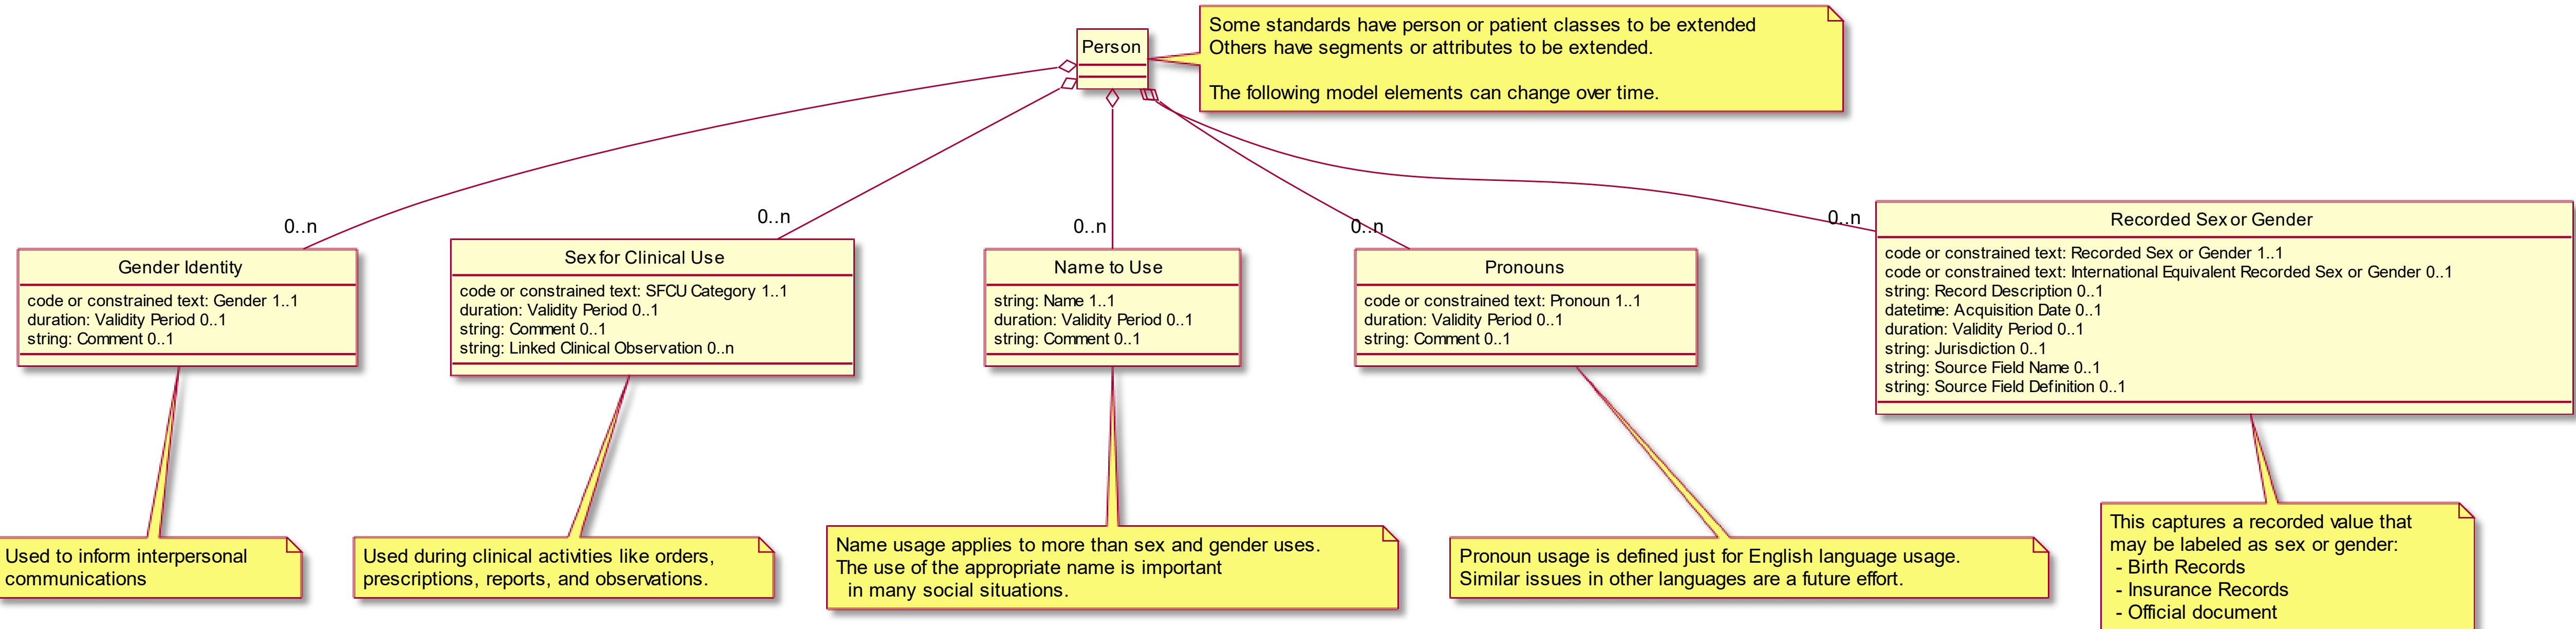 Person
Some standards have person or patient classes to be extended
Others have segments or attributes to be extended.
The following model elements can change over time.
0..n
0..n
0..n
0..n
0..n
Gender Identity
code or constrained text: Gender 1..1
duration: Validity Period 0..1
string: Comment 0..1
Sex for Clinical Use
code or constrained text: SFCU Category 1..1
duration: Validity Period 0..1
string: Comment 0..1
string: Linked Clinical Observation 0..n
Name to Use
string: Name 1..1
duration: Validity Period 0..1
string: Comment 0..1
Pronouns
code or constrained text: Pronoun 1..1
duration: Validity Period 0..1
string: Comment 0..1
Recorded Sex or Gender
code or constrained text: Recorded Sex or Gender 1..1
code or constrained text: International Equivalent Recorded Sex or Gender 0..1
string: Record Description 0..1
datetime: Acquisition Date 0..1
duration: Validity Period 0..1
string: Jurisdiction 0..1
string: Source Field Name 0..1
string: Source Field Definition 0..1
Used to inform interpersonal
communications
Used during clinical activities like orders,
prescriptions, reports, and observations.
Name usage applies to more than sex and gender uses.
The use of the appropriate name is important
in many social situations.
Pronoun usage is defined just for English language usage.
Similar issues in other languages are a future effort.
This captures a recorded value that
may be labeled as sex or gender:
- Birth Records
- Insurance Records
- Official document